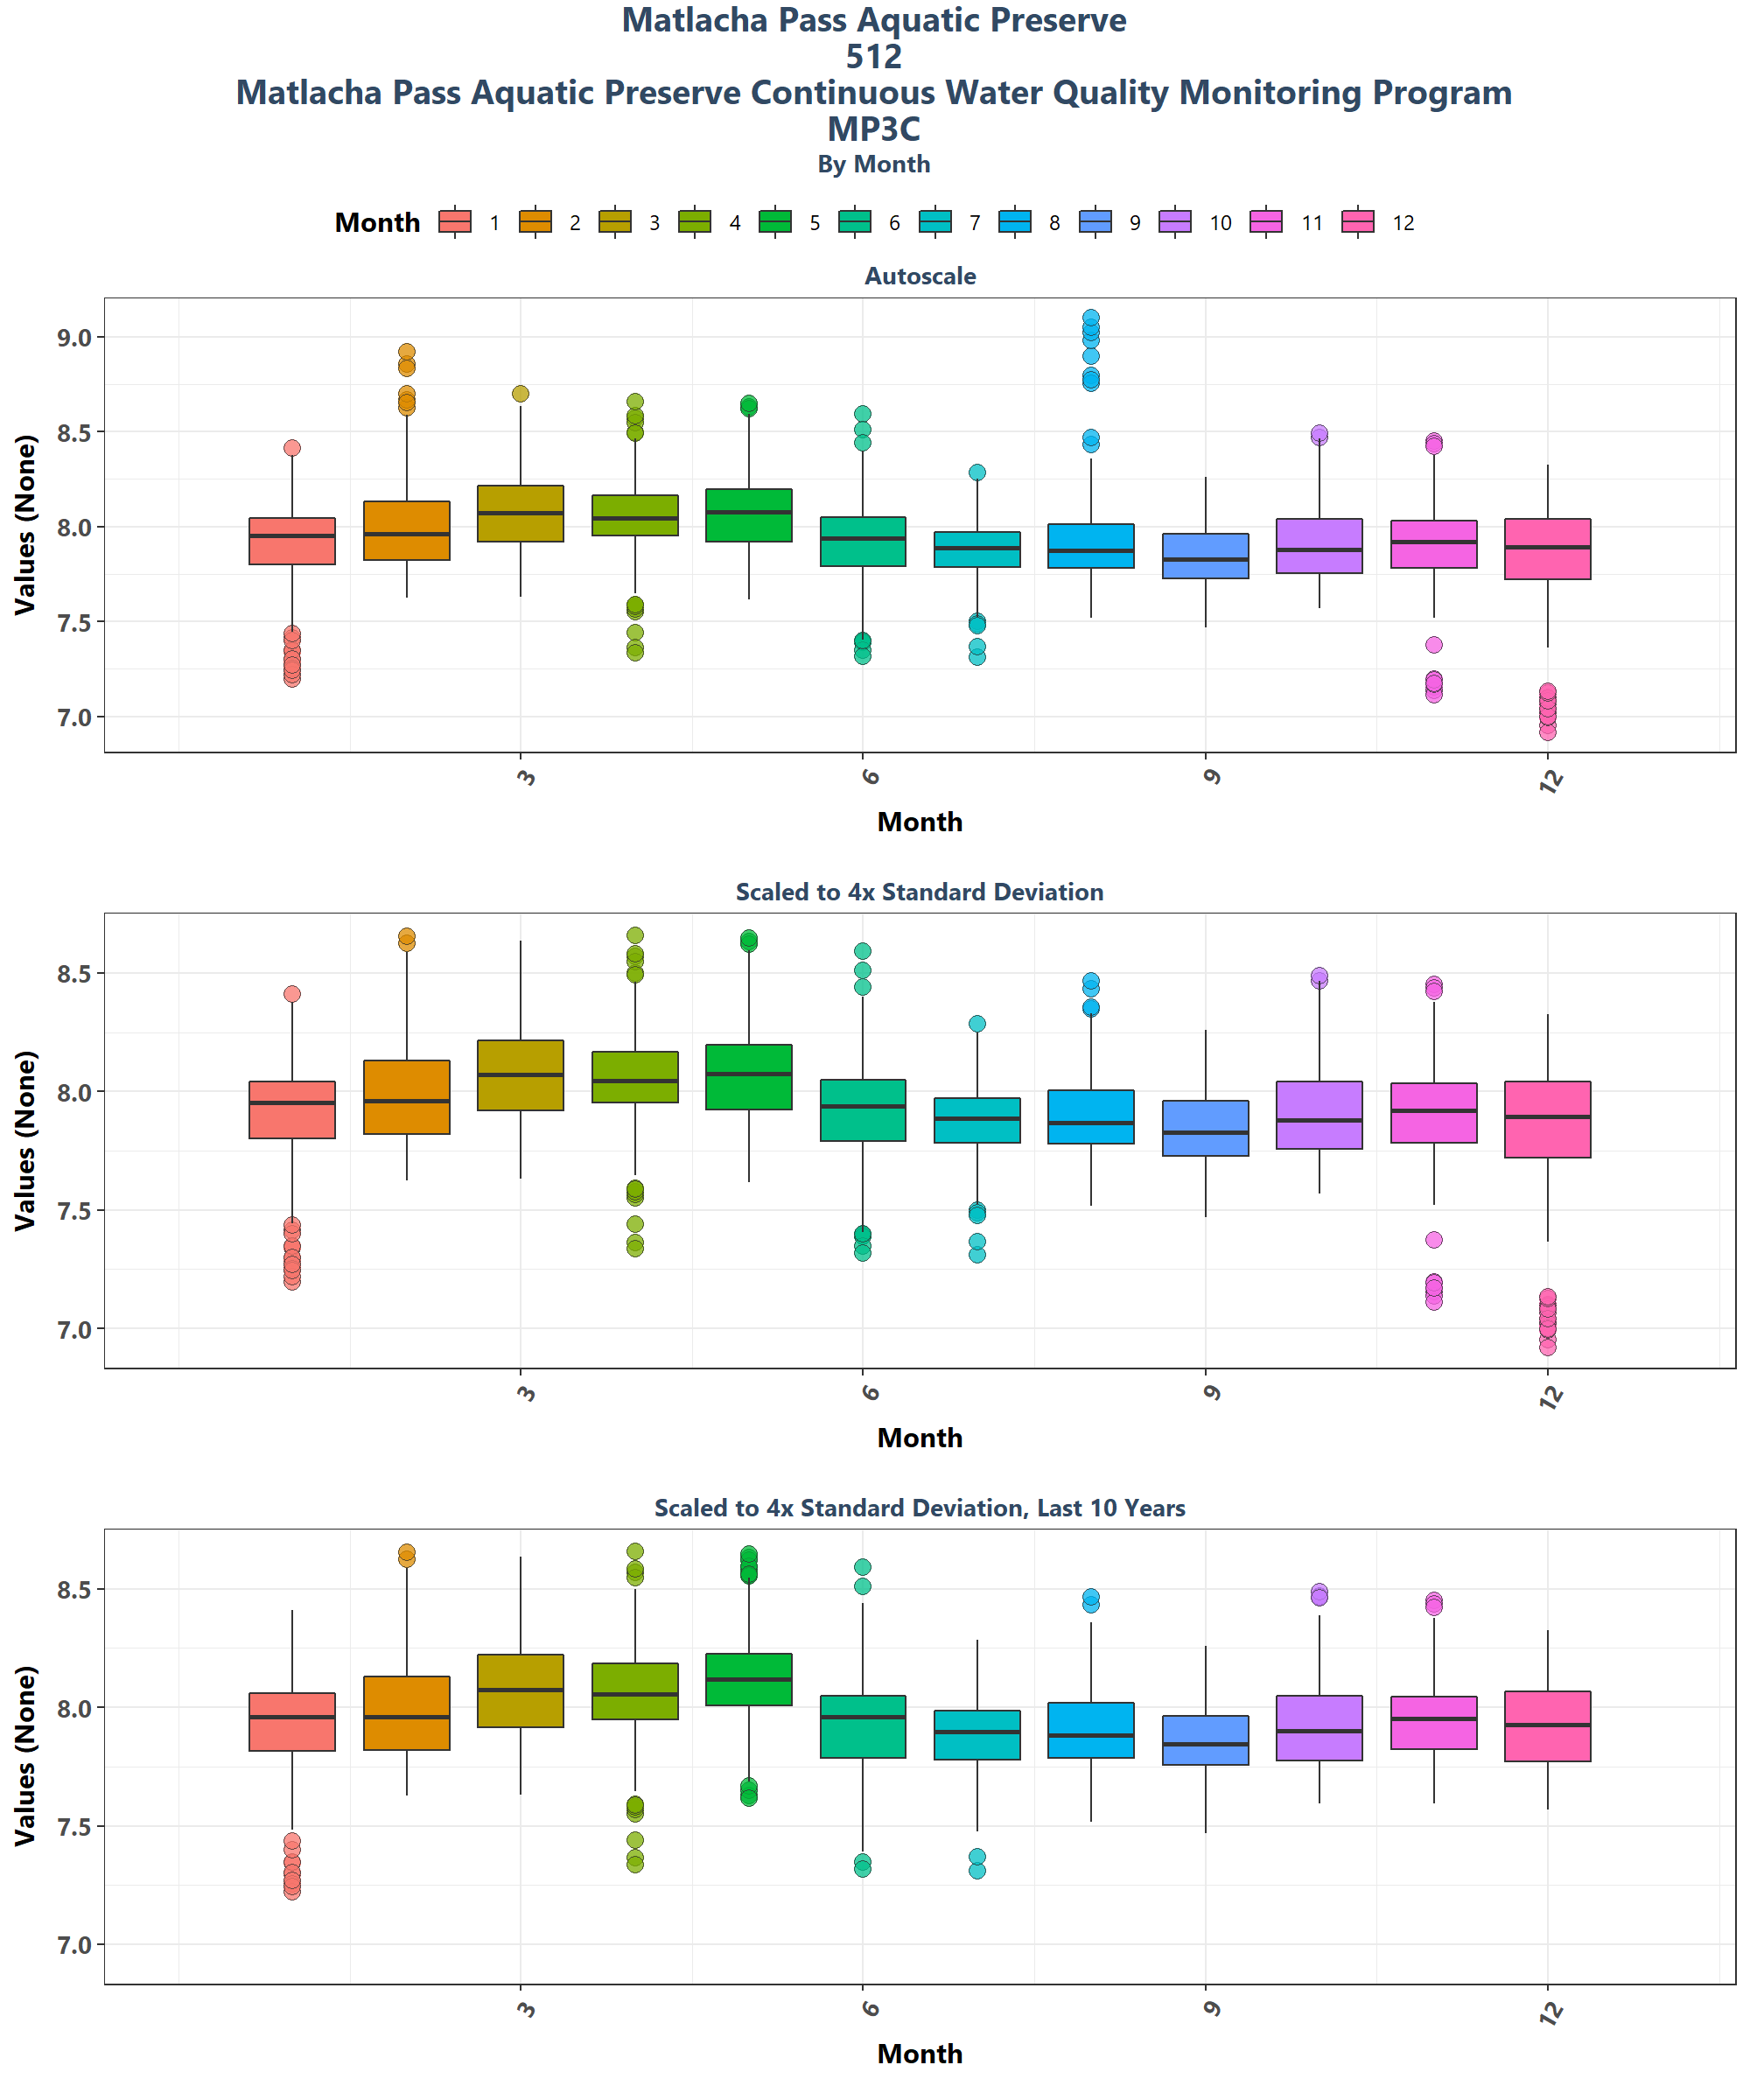 Matlacha Pass Aquatic Preserve
512
Matlacha Pass Aquatic Preserve Continuous Water Quality Monitoring Program
MP3C
By Month
Month 1 2 3 4 5 6 7 8 9 10 11 12
Autoscale
Values (None)
9.0
8.5
8.0
7.5
7.0
3 6 9 12
Month
Scaled to 4x Standard Deviation
Values (None)
8.5
8.0
7.5
7.0
3 6 9 12
Month
Scaled to 4x Standard Deviation, Last 10 Years
Values (None)
8.5
8.0
7.5
7.0
3 6 9 12
Month